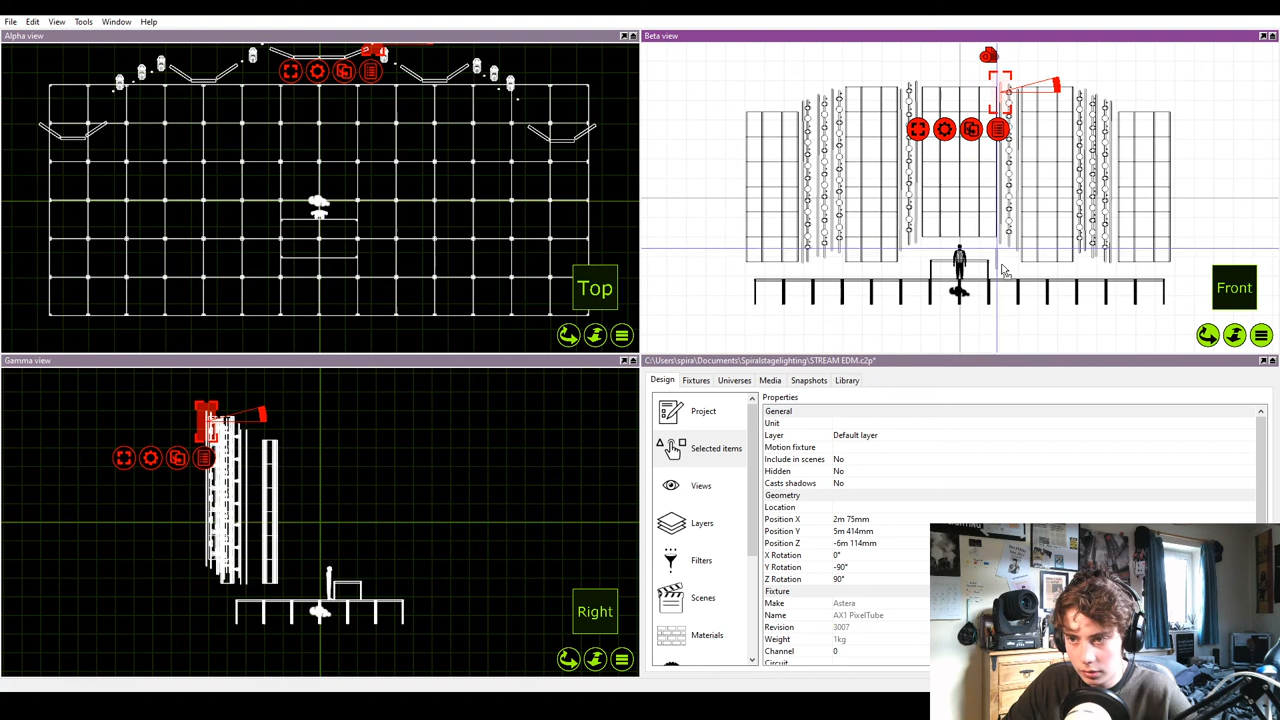 File Edit View Tools Window Help
Alpha view
Beta view
Top
Front
Gamma view
C:\Users\spira\Documents\Spiralstagelighting\STREAM EDM.c2p*
Right
Design Fixtures Universes Media Snapshots Library
Project
Selected items
Views
Layers
Filters
Scenes
Materials
Properties
General
Unit
Layer Default layer
Motion fixture
Include in scenes No
Hidden No
Casts shadows No
Geometry
Location
Position X 2m 75mm
Position Y 5m 414mm
Position Z -6m 114mm
X Rotation 0°
Y Rotation -90°
Z Rotation 90°
Fixture
Make Astera
Name AX1 PixelTube
Revision 3007
Weight 1kg
Channel 0
Circuit